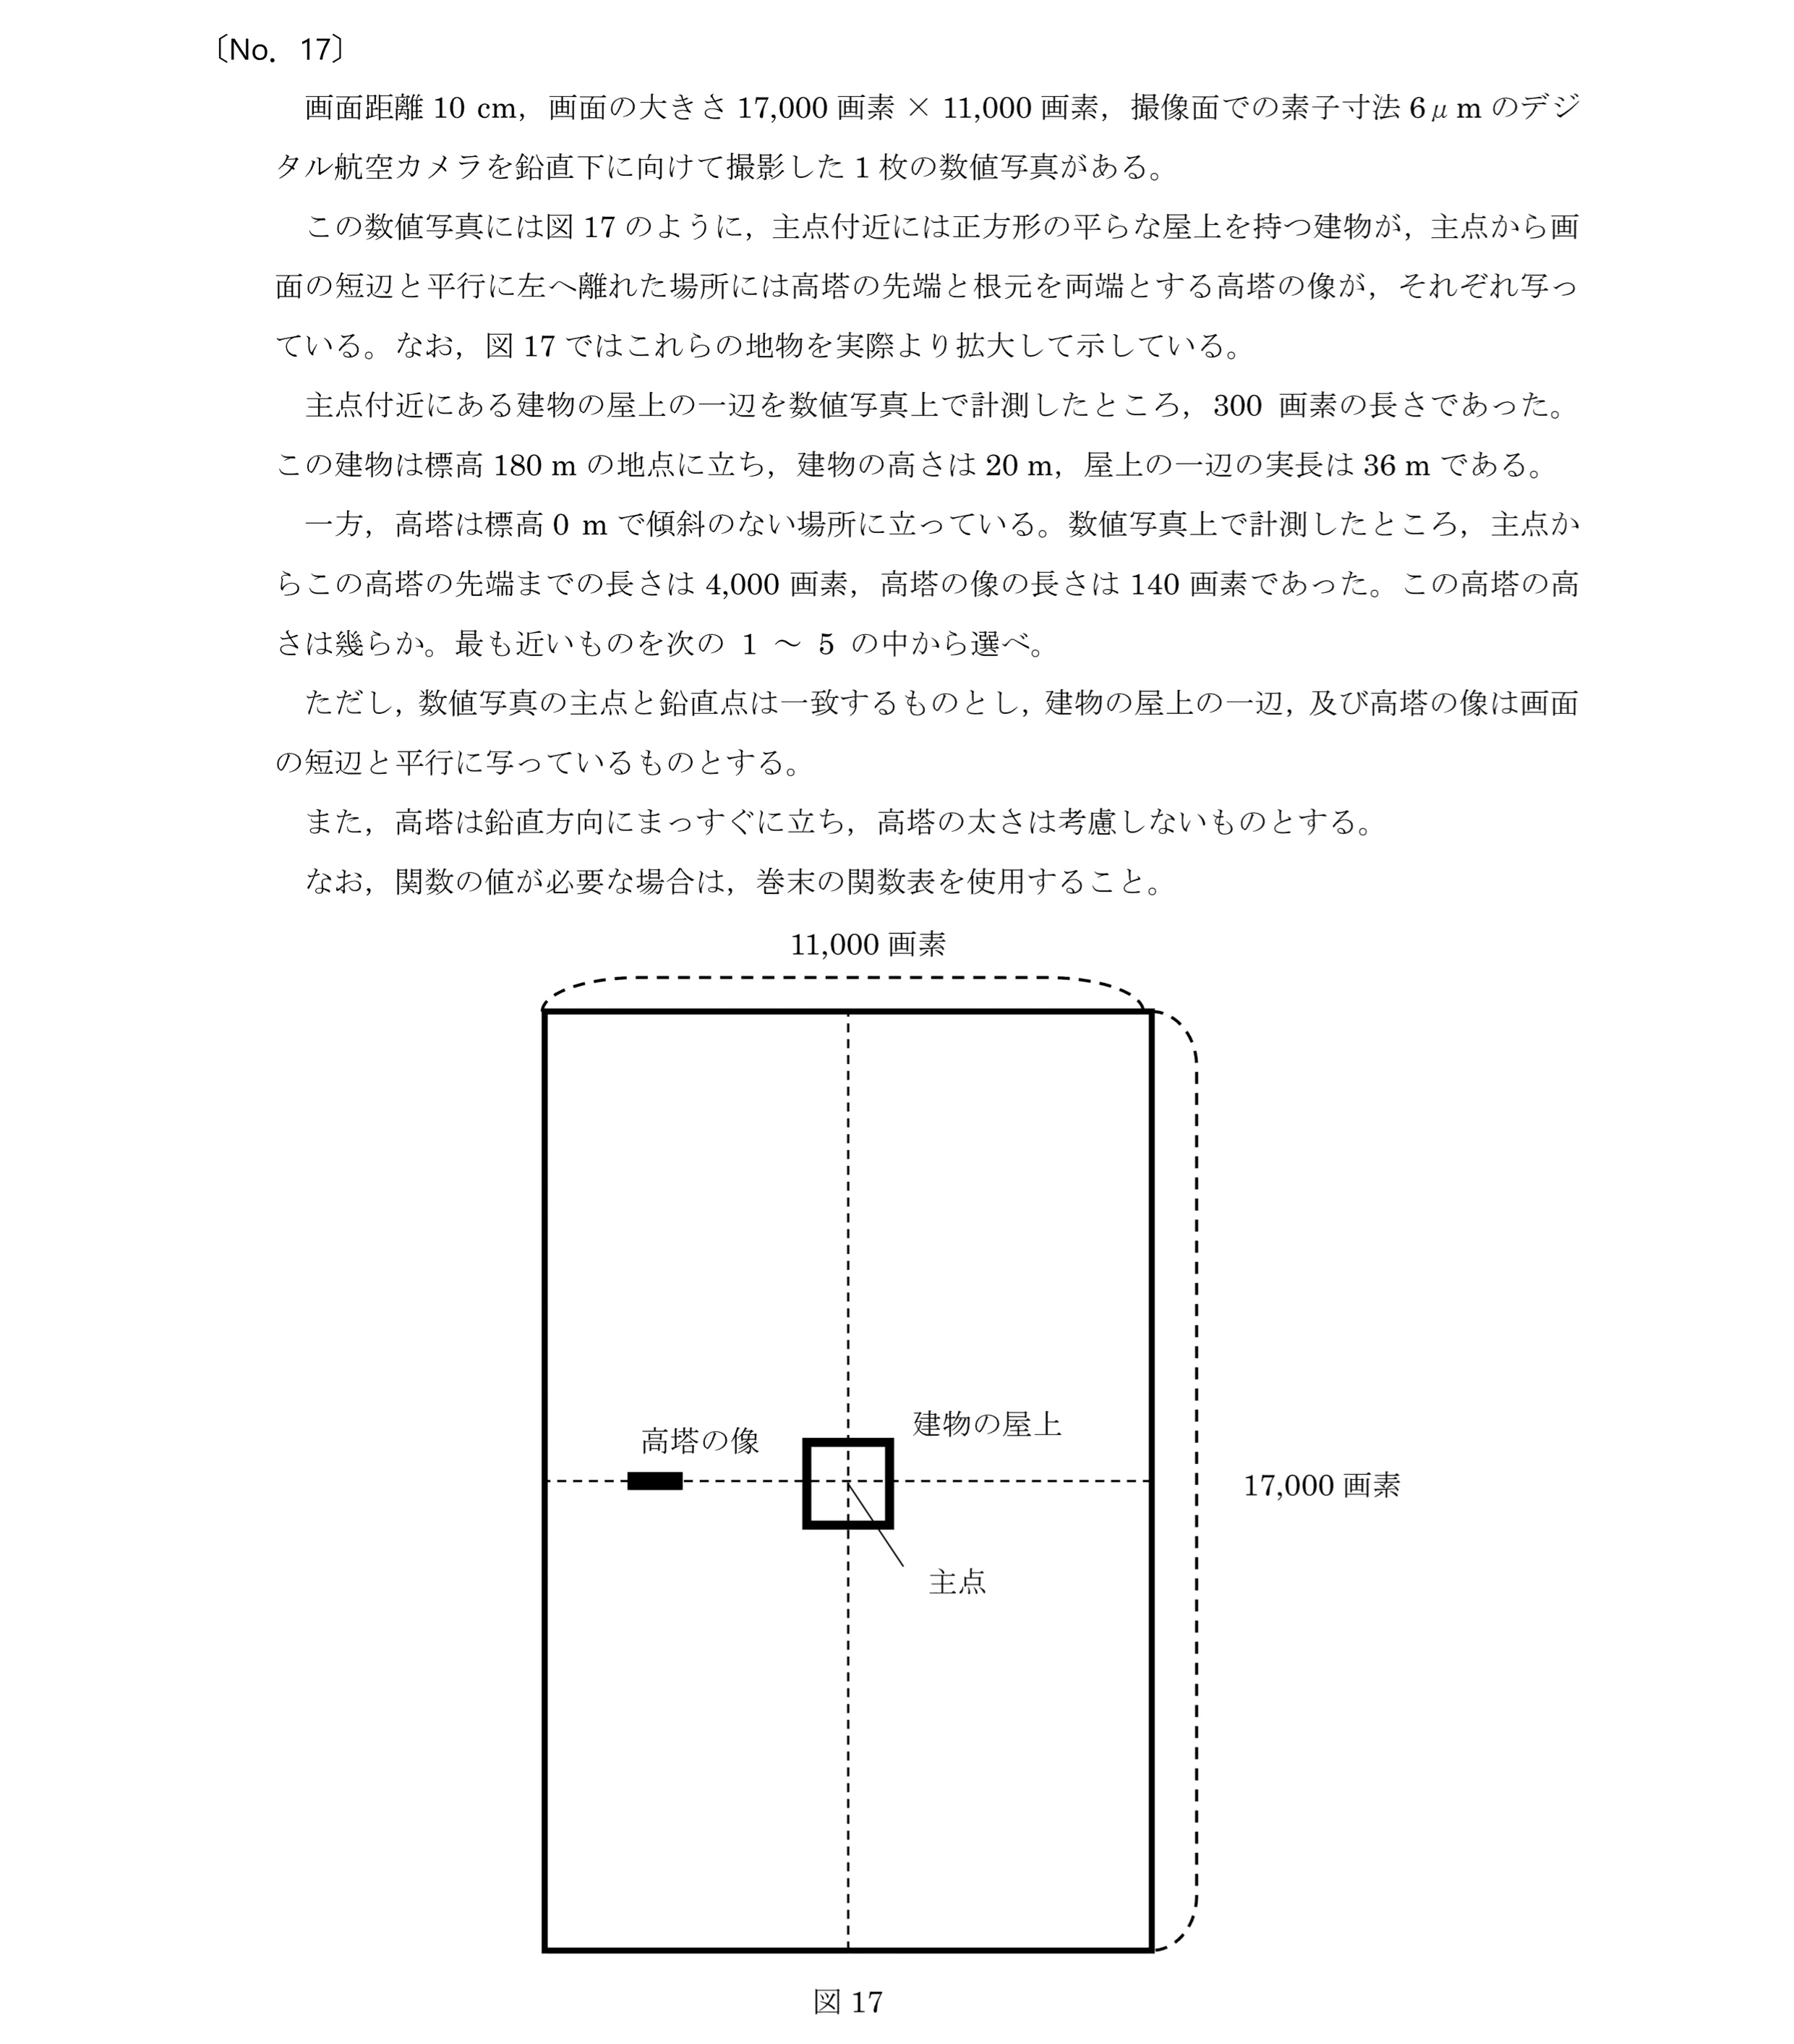 〔No. 17〕
画面距離 10 cm，画面の大きさ 17,000 画素 × 11,000 画素，撮像面での素子寸法 6μm のデジ
タル航空カメラを鉛直下に向けて撮影した 1 枚の数値写真がある。
この数値写真には図 17 のように，主点付近には正方形の平らな屋上を持つ建物が，主点から画
面の短辺と平行に左へ離れた場所には高塔の先端と根元を両端とする高塔の像が，それぞれ写っ
ている。なお，図 17 ではこれらの地物を実際より拡大して示している。
主点付近にある建物の屋上の一辺を数値写真上で計測したところ，300 画素の長さであった。
この建物は標高 180 m の地点に立ち，建物の高さは 20 m，屋上の一辺の実長は 36 m である。
一方，高塔は標高 0 m で傾斜のない場所に立っている。数値写真上で計測したところ，主点か
らこの高塔の先端までの長さは 4,000 画素，高塔の像の長さは 140 画素であった。この高塔の高
さは幾らか。最も近いものを次の 1 ～ 5 の中から選べ。
ただし，数値写真の主点と鉛直点は一致するものとし，建物の屋上の一辺，及び高塔の像は画面
の短辺と平行に写っているものとする。
また，高塔は鉛直方向にまっすぐに立ち，高塔の太さは考慮しないものとする。
なお，関数の値が必要な場合は，巻末の関数表を使用すること。
11,000 画素
建物の屋上
高塔の像
17,000 画素
主点
図 17